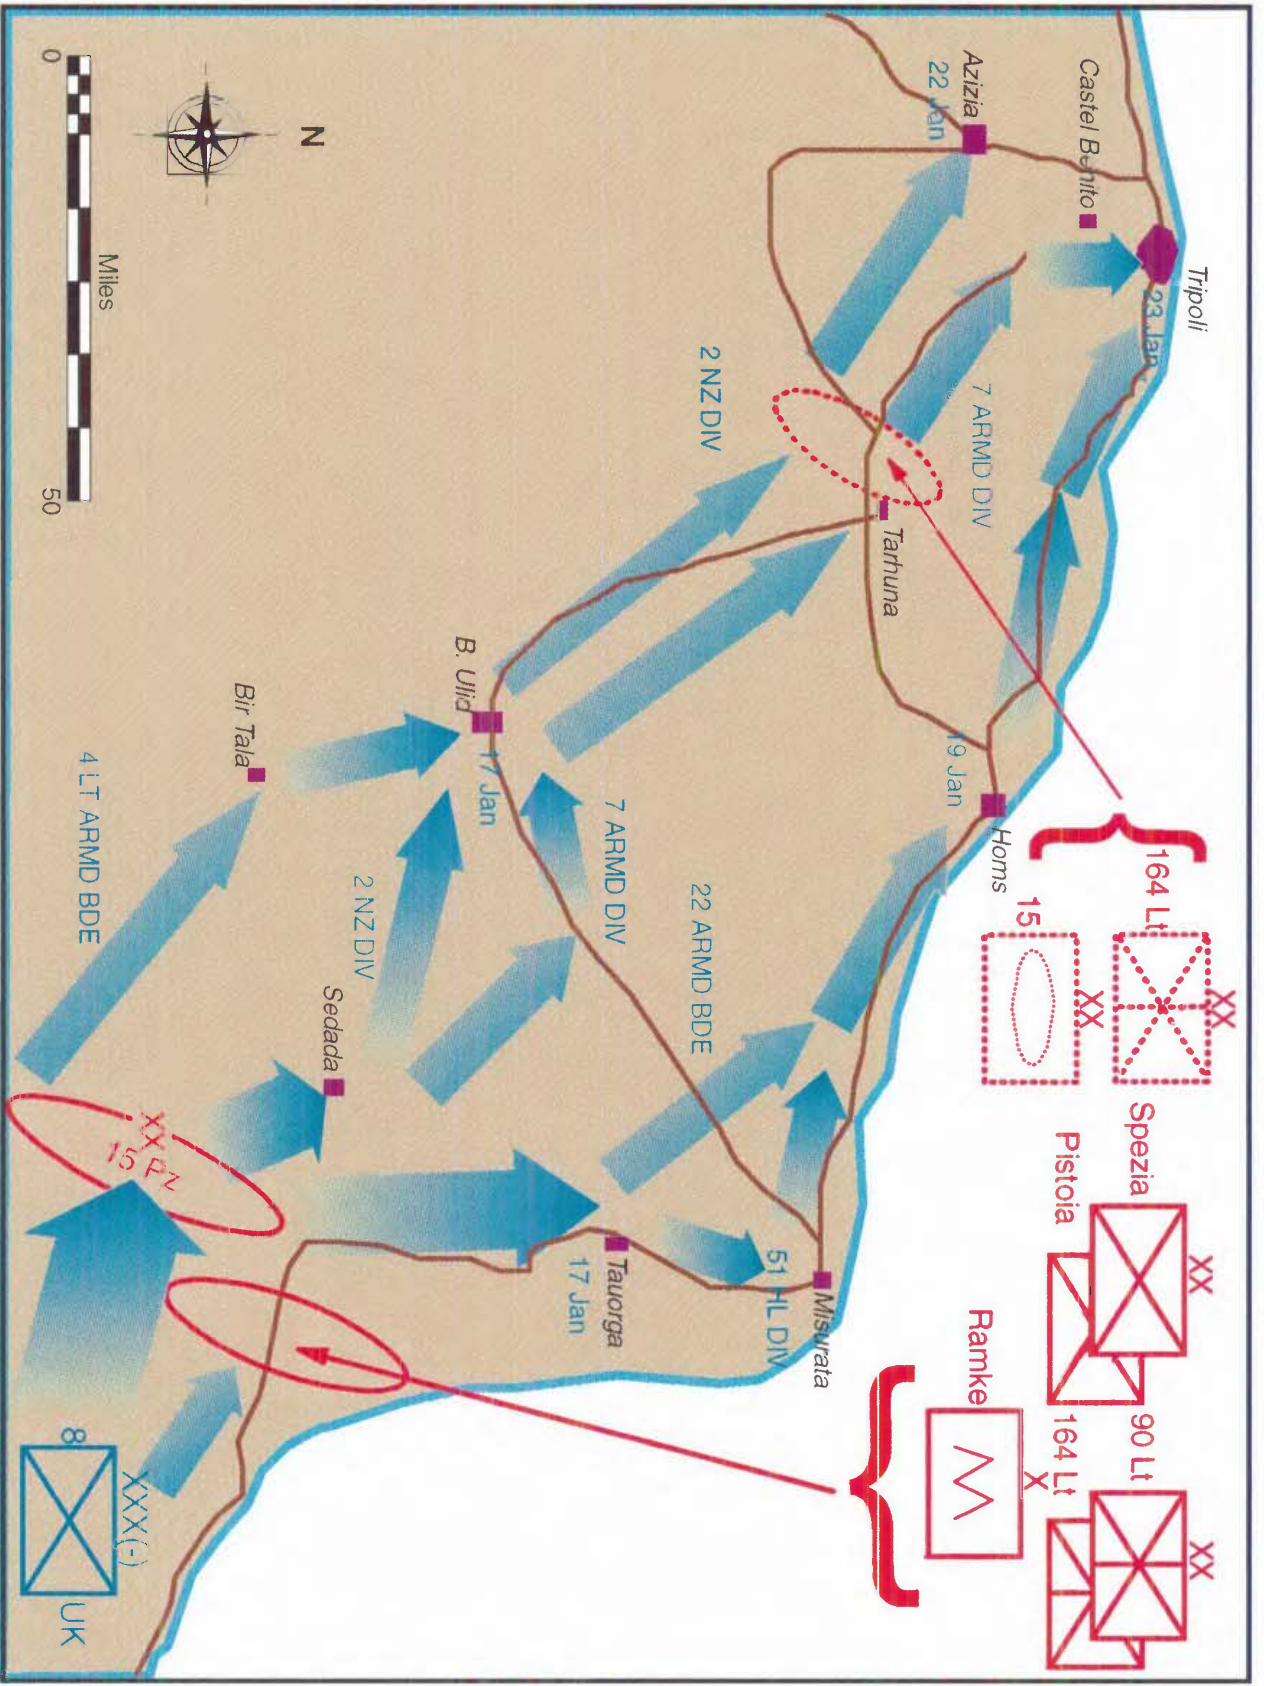 Tripoli
23 Jan
Castel Benito
Azizia
22 Jan
N
0
50
Miles
7 ARMD DIV
2 NZ DIV
Tarhuna
19 Jan
Homs
B. Ulid
17 Jan
Bir Tala
4 LT ARMD BDE
2 NZ DIV
7 ARMD DIV
22 ARMD BDE
Sedada
XX
15 PZ
Tauorga
17 Jan
51 HL DIV
Misurata
XX
164 Lt
XX
15
XX
Spezia
Pistoia
XX
90 Lt
164 Lt
X
Ramke
XXX(-)
8
UK